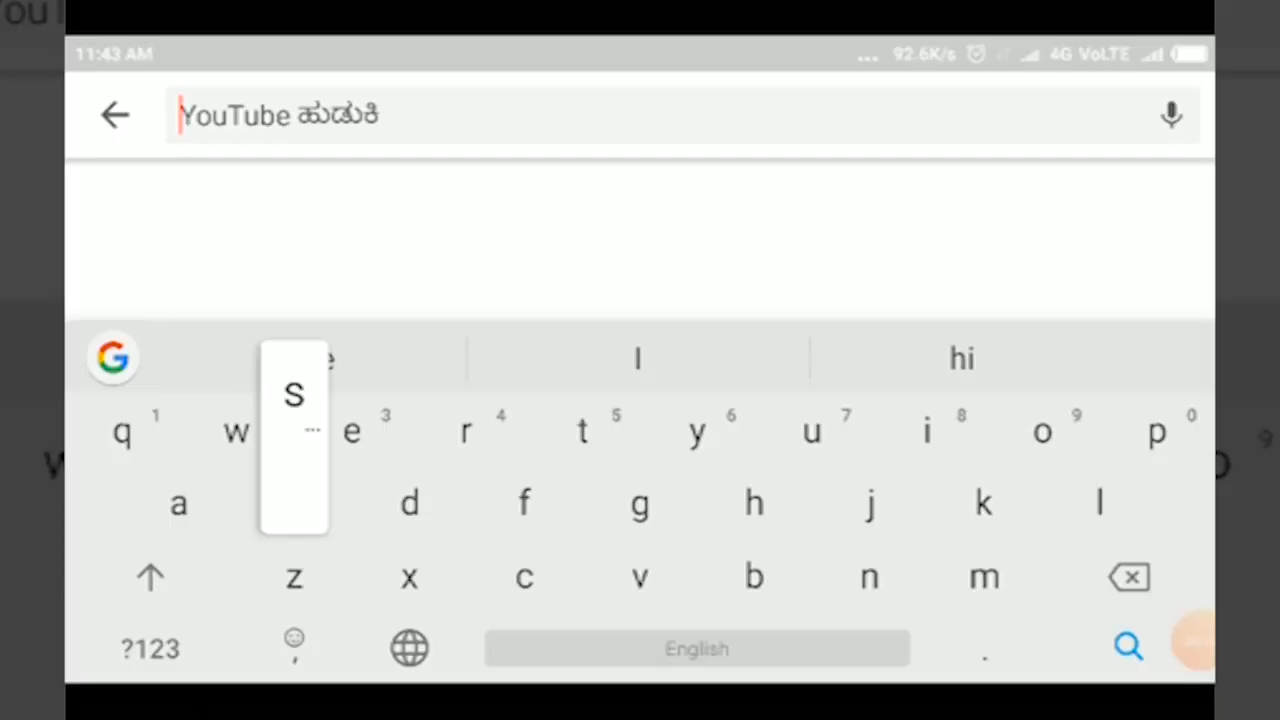 11:43 AM ... 92.6K/s 4G VoLTE
YouTube ಹುಡುಕಿ
G I hi
q 1 w e 3 r 4 t 5 y 6 u 7 i 8 o 9 p 0
a s ... d f g h j k l
z x c v b n m
?123 , English .